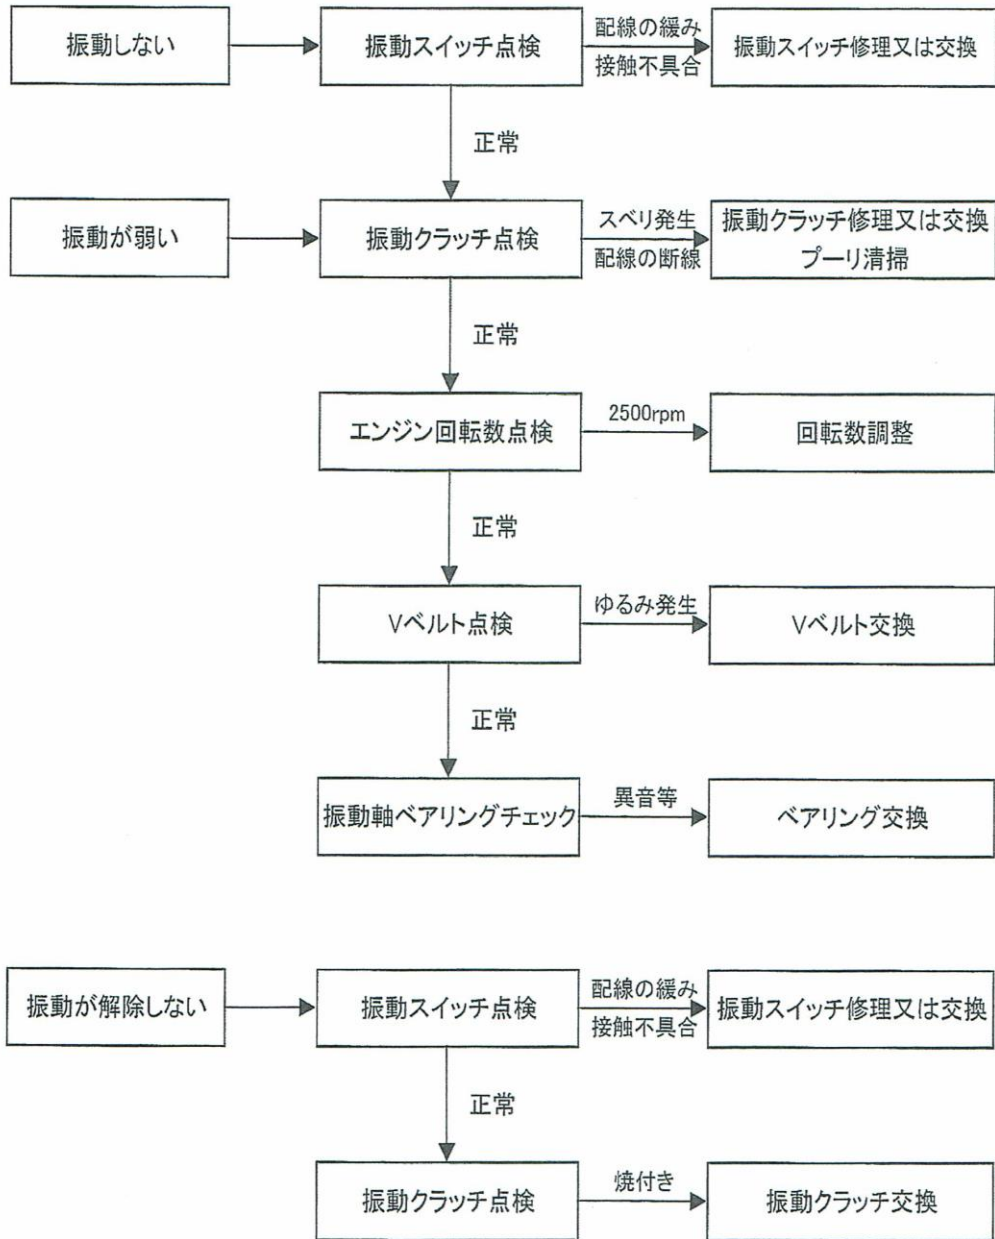 振動しない
振動スイッチ点検
配線の緩み
接触不具合
振動スイッチ修理又は交換
正常
振動が弱い
振動クラッチ点検
スベリ発生
配線の断線
振動クラッチ修理又は交換
プーリ清掃
正常
エンジン回転数点検
2500rpm
回転数調整
正常
Vベルト点検
ゆるみ発生
Vベルト交換
正常
振動軸ベアリングチェック
異音等
ベアリング交換
振動が解除しない
振動スイッチ点検
配線の緩み
接触不具合
振動スイッチ修理又は交換
正常
振動クラッチ点検
焼付き
振動クラッチ交換